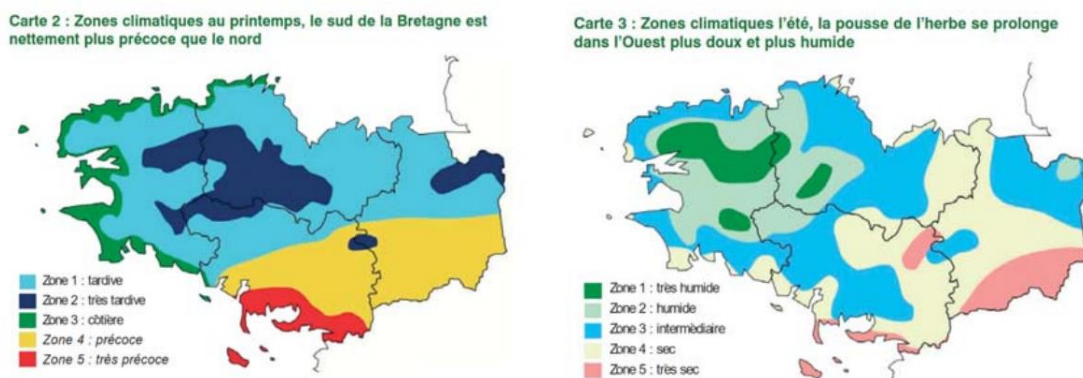 Carte 2 : Zones climatiques au printemps, le sud de la Bretagne est
nettement plus précoce que le nord
Zone 1 : tardive
Zone 2 : très tardive
Zone 3 : côtière
Zone 4 : précoce
Zone 5 : très précoce
Carte 3 : Zones climatiques l'été, la pousse de l'herbe se prolonge
dans l'Ouest plus doux et plus humide
Zone 1 : très humide
Zone 2 : humide
Zone 3 : intermèdiaire
Zone 4 : sec
Zone 5 : très sec